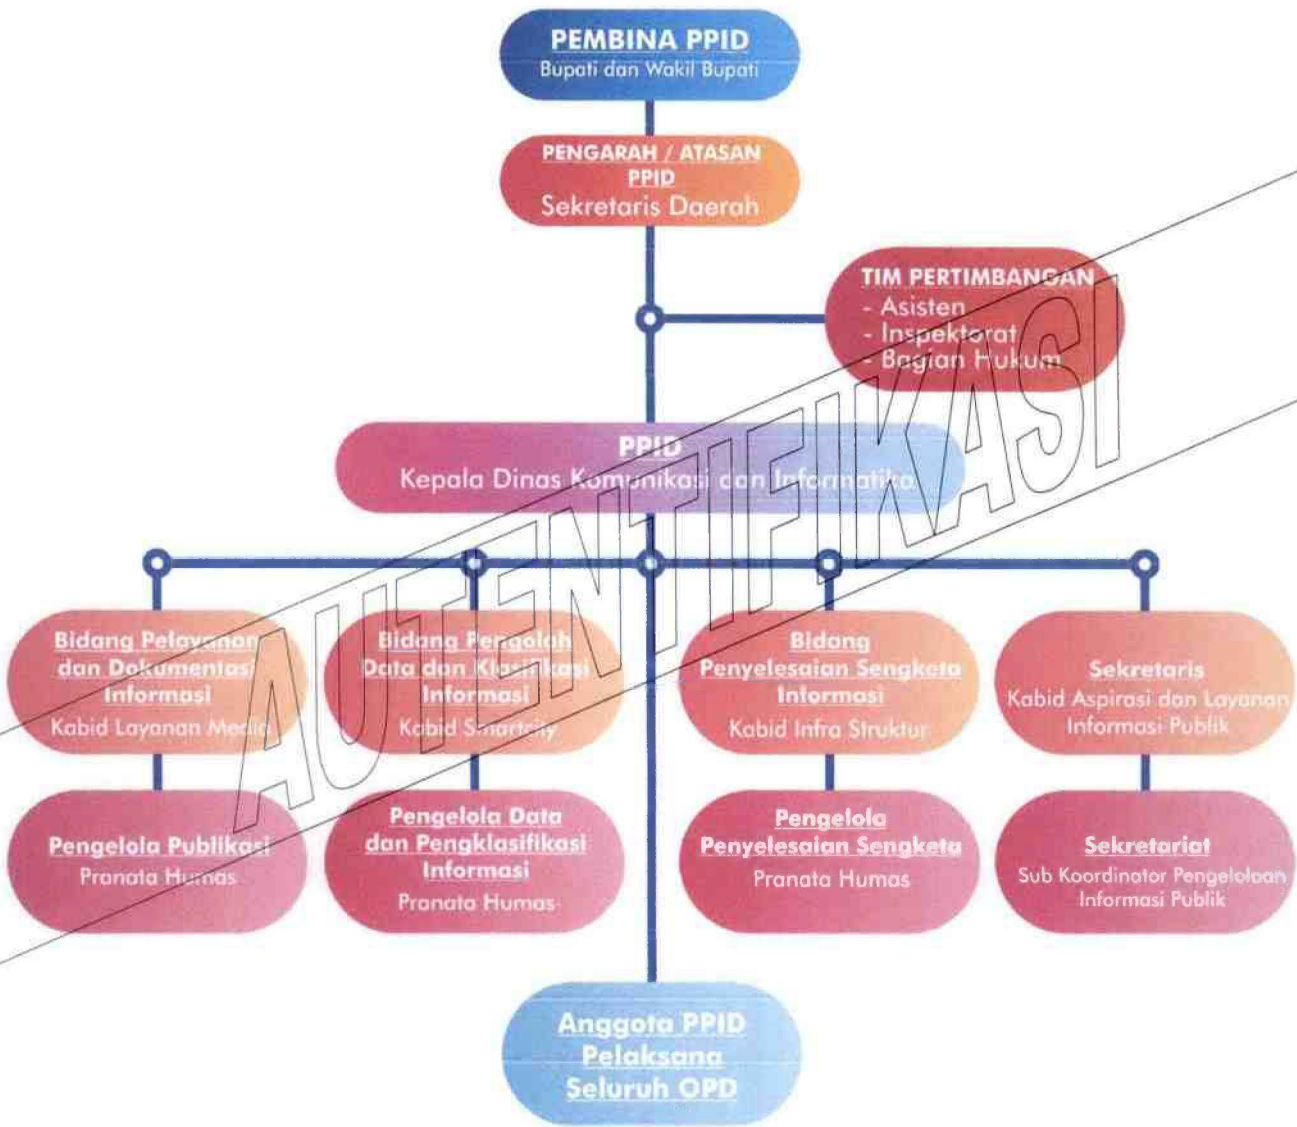 PEMBINA PPID
Bupati dan Wakil Bupati
PENGARAH / ATASAN
PPID
Sekretaris Daerah
TIM PERTIMBANGAN
- Asisten
- Inspektorat
- Bagian Hukum
PPID
Kepala Dinas Komunikasi dan Informatika
Bidang Pelayanan
dan Dokumentasi
Informasi
Kabid Layanan Media
Bidang Pengolah
Data dan Klasifikasi
Informasi
Kabid Smartcity
Bidang
Penyelesaian Sengketa
Informasi
Kabid Infra Struktur
Sekretaris
Kabid Aspirasi dan Layanan
Informasi Publik
Pengelola Publikasi
Pranata Humas
Pengelola Data
dan Pengklasifikasi
Informasi
Pranata Humas
Pengelola
Penyelesaian Sengketa
Pranata Humas
Sekretariat
Sub Koordinator Pengelolaan
Informasi Publik
Anggota PPID
Pelaksana
Seluruh OPD
AUTENTIFIKASI